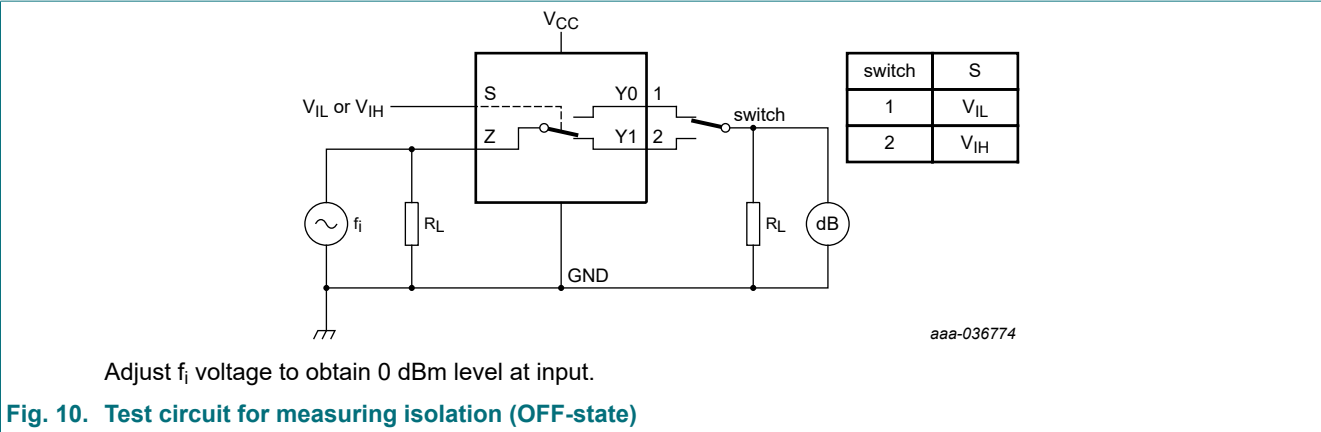 VCC
switch S
1 VIL
2 VIH
VIL or VIH
S
Y0 1
switch
Z
Y1 2
fi
RL
RL
dB
GND
aaa-036774
Adjust fi voltage to obtain 0 dBm level at input.
Fig. 10. Test circuit for measuring isolation (OFF-state)